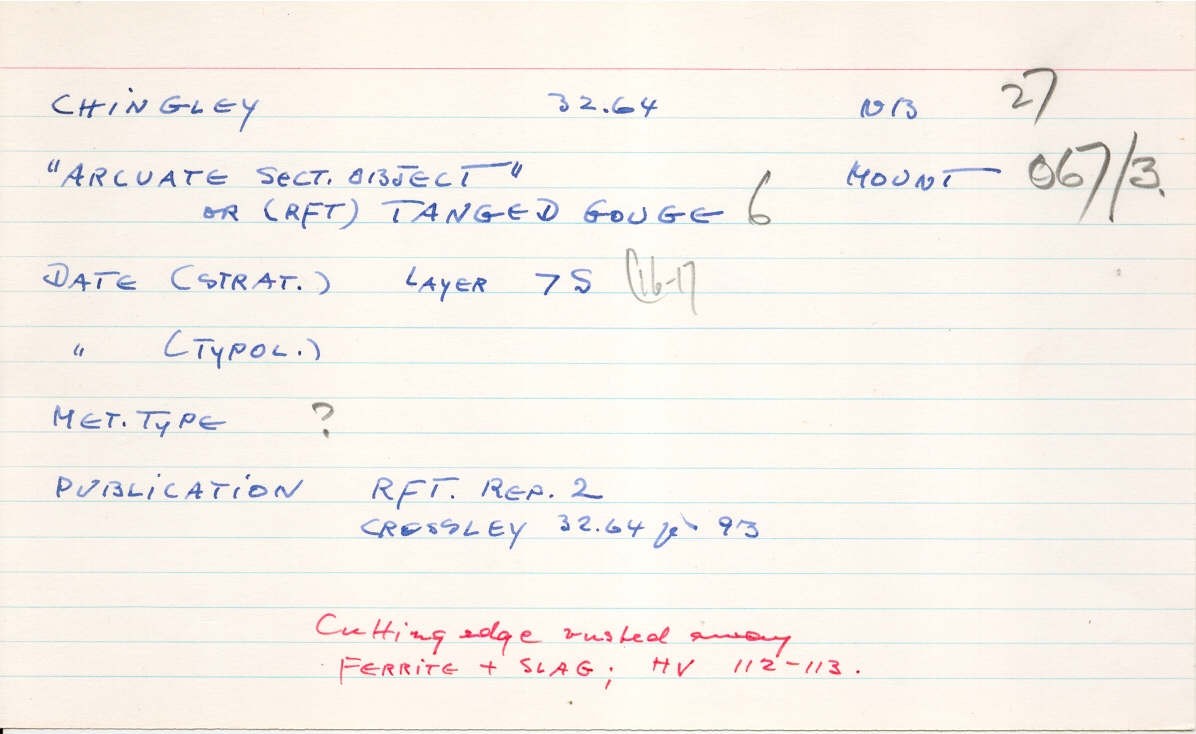 CHINGLEY 32.64 NB 27
"ARCUATE SECT. OBJECT" MOUNT 067/3.
OR (RFT) TANGED GOUGE 6
DATE (STRAT.) LAYER 7S (16-17
" (TYPOL.)
MET. TYPE ?
PUBLICATION RFT. REP. 2
CROSSLEY 32.64 p. 93
Cutting edge rusted away
FERRITE + SLAG; HV 112-113.